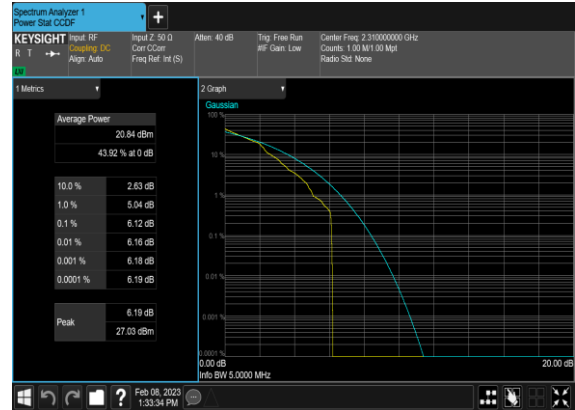 Spectrum Analyzer 1
Power Stat CCDF
KEYSIGHT
R T
Input: RF
Coupling: DC
Align: Auto
Input Z: 50 Ω
Corr CCorr
Freq Ref: Int (S)
Atten: 40 dB
Trig: Free Run
#IF Gain: Low
Center Freq: 2.310000000 GHz
Counts: 1.00 M/1.00 Mpt
Radio Std: None
1 Metrics
Average Power
20.84 dBm
43.92 % at 0 dB
10.0 % 2.63 dB
1.0 % 5.04 dB
0.1 % 6.12 dB
0.01 % 6.16 dB
0.001 % 6.18 dB
0.0001 % 6.19 dB
Peak
6.19 dB
27.03 dBm
2 Graph
Gaussian
100 %
10 %
1 %
0.1 %
0.01 %
0.001 %
0.0001 %
0.00 dB
20.00 dB
Info BW 5.0000 MHz
Feb 08, 2023
1:33:34 PM